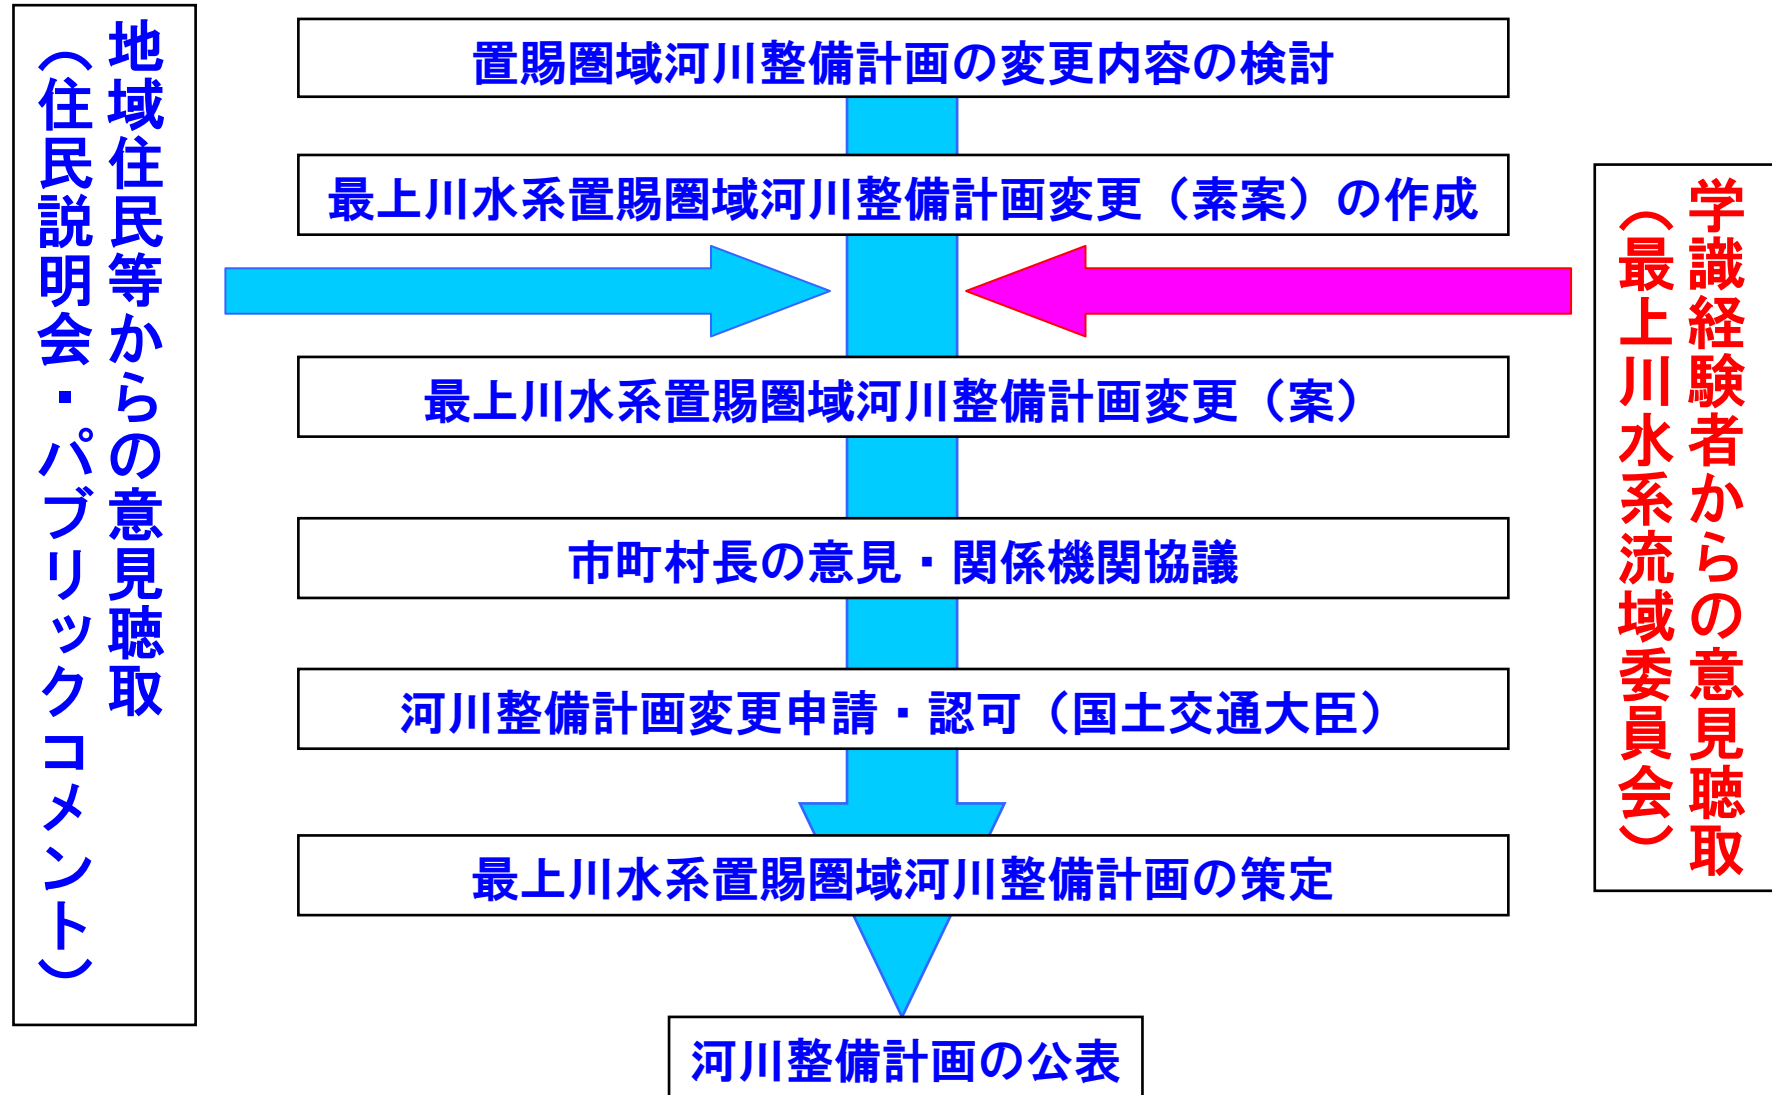 地域住民等からの意見聴取
（住民説明会・パブリックコメント）
置賜圏域河川整備計画の変更内容の検討
最上川水系置賜圏域河川整備計画変更（素案）の作成
最上川水系置賜圏域河川整備計画変更（案）
市町村長の意見・関係機関協議
河川整備計画変更申請・認可（国土交通大臣）
最上川水系置賜圏域河川整備計画の策定
河川整備計画の公表
学識経験者からの意見聴取
（最上川水系流域委員会）